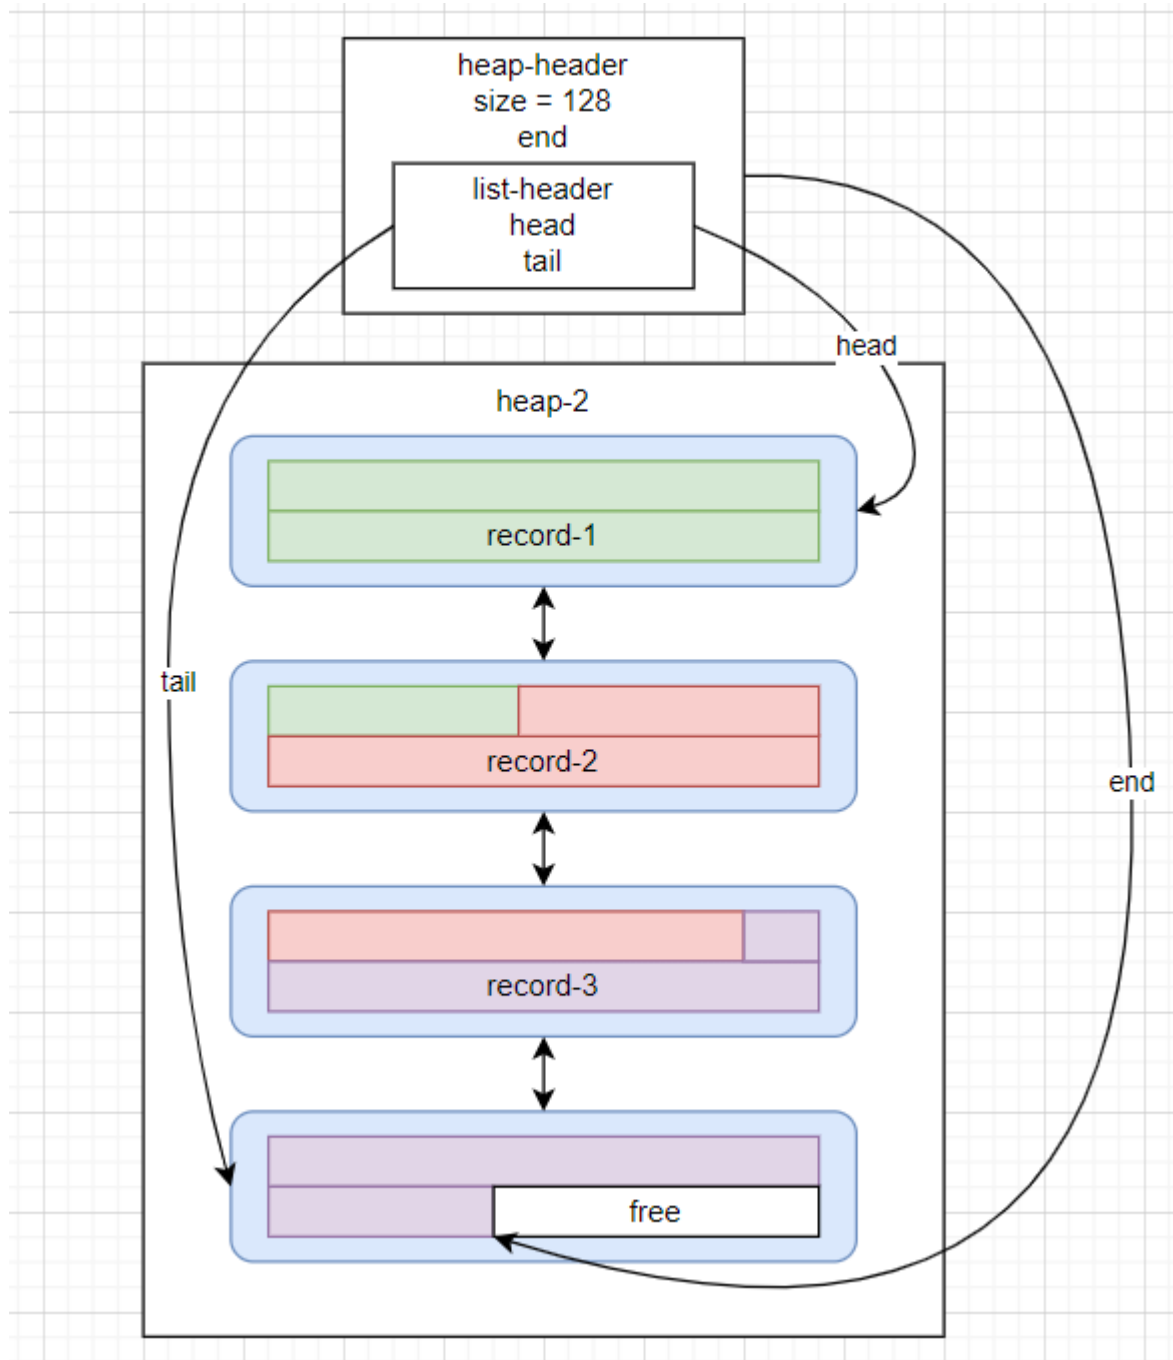 heap-header
size = 128
end
list-header
head
tail
head
heap-2
record-1
tail
record-2
end
record-3
free